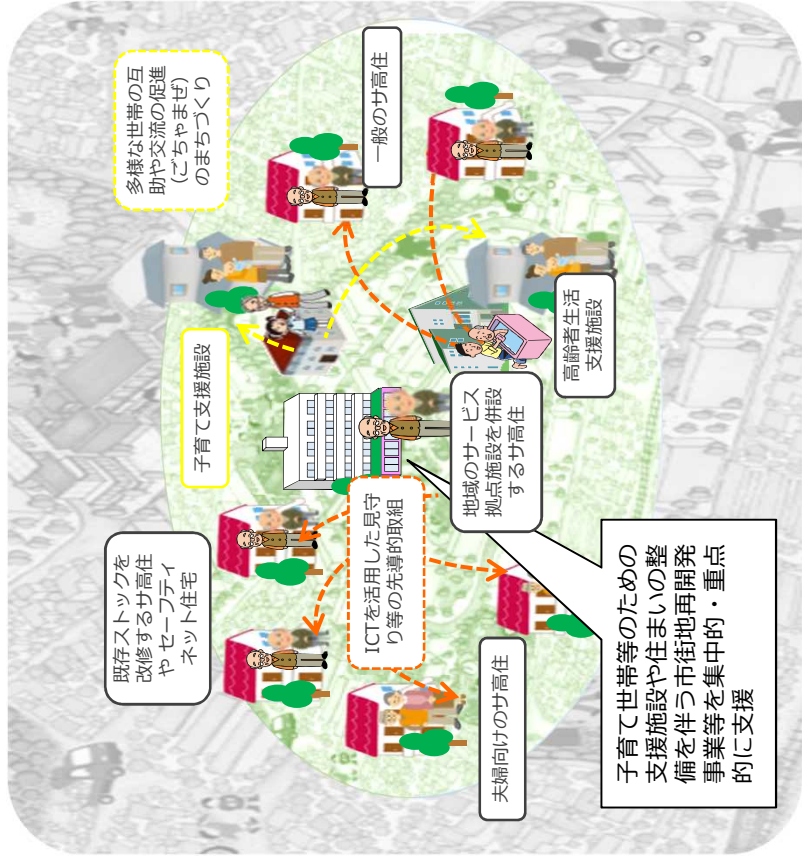 既存ストックを
改修するサ高住
や セーフティ
ネット住宅
子育て支援施設
多様な世帯の互
助や交流の促進
（ごちゃまぜ）
のまちづくり
一般のサ高住
ICTを活用した見守
り等の先導的取組
地域のサービス
拠点施設を併設
するサ高住
高齢者生活
支援施設
夫婦向けのサ高住
子育て世帯等のための
支援施設や住まいの整
備を伴う市街地再開発
事業等を集中的・重点
的に支援